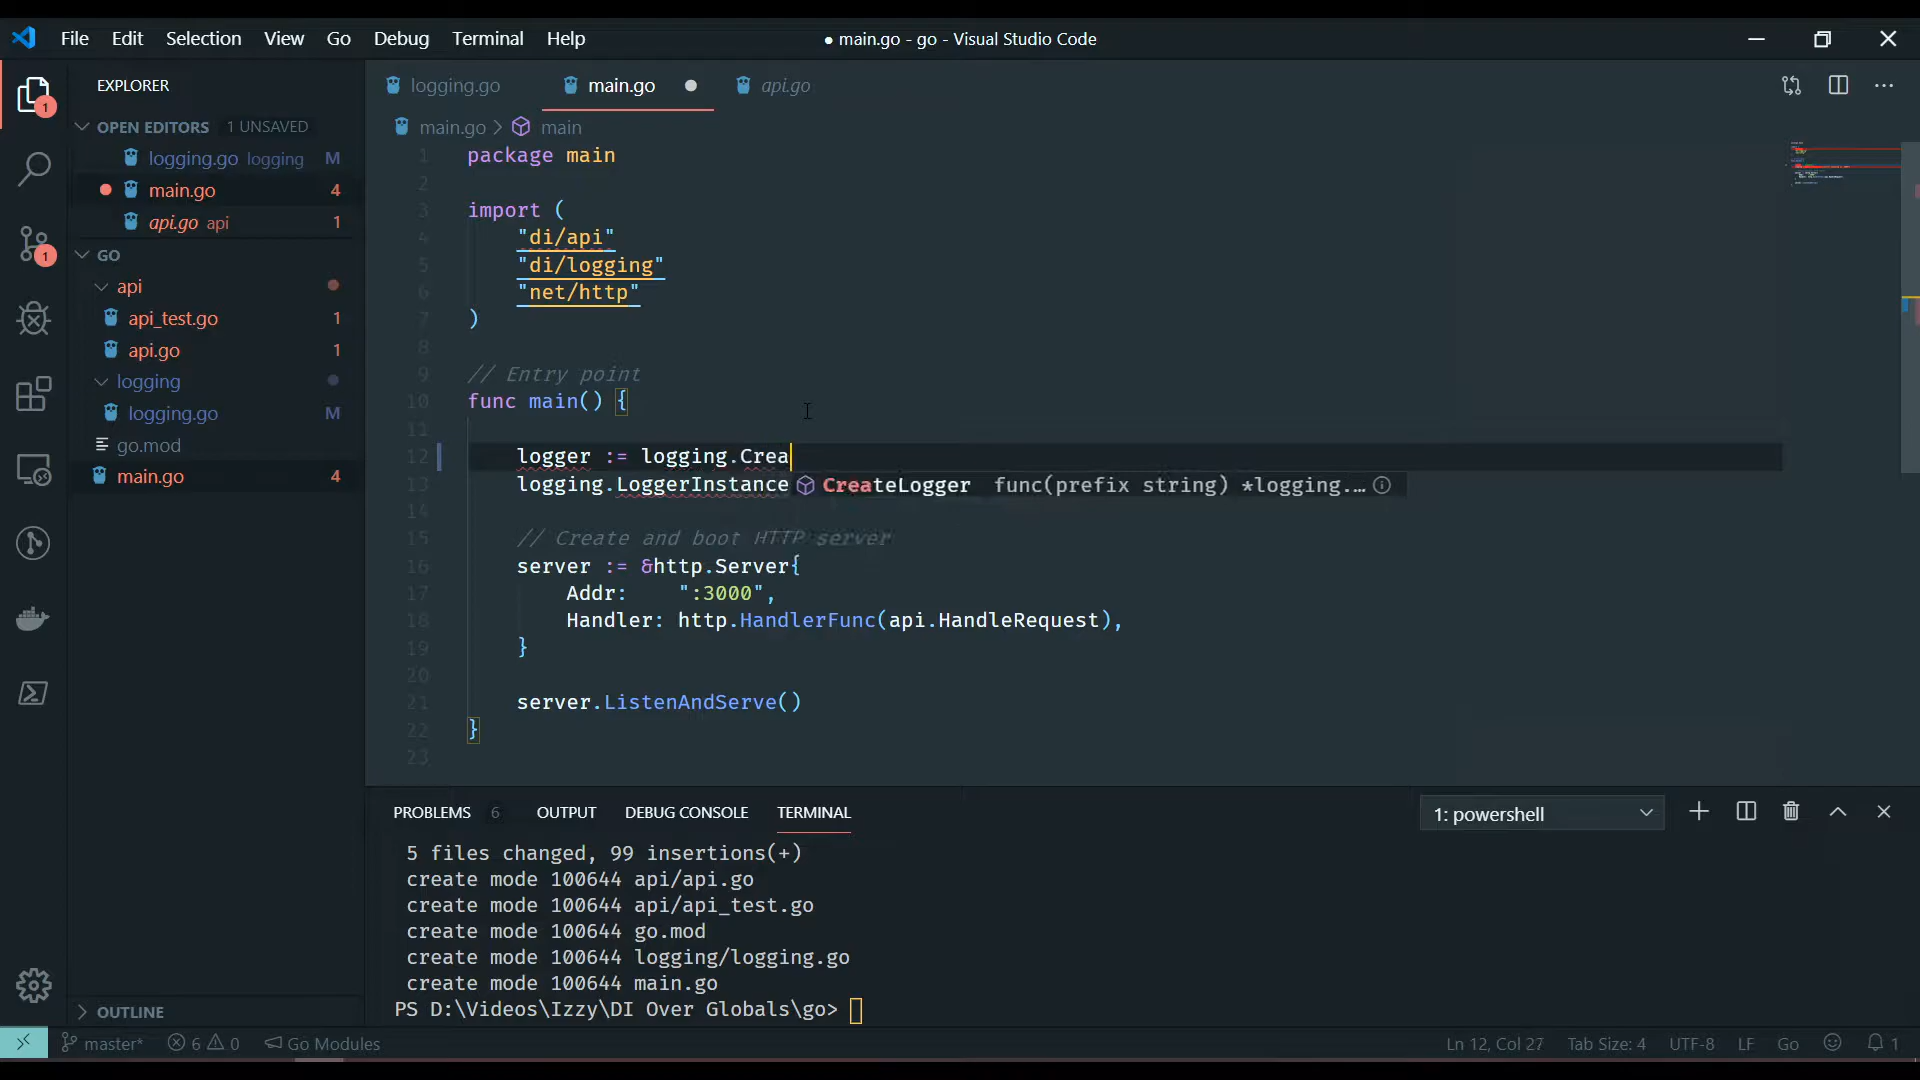 File Edit Selection View Go Debug Terminal Help
● main.go - go - Visual Studio Code
EXPLORER
OPEN EDITORS 1 UNSAVED
logging.go logging M
main.go 4
api.go api 1
GO
api
api_test.go 1
api.go 1
logging
logging.go M
go.mod
main.go 4
OUTLINE
1
1
logging.go main.go api.go
main.go > main
1 package main
2
3 import (
4 "di/api"
5 "di/logging"
6 "net/http"
7 )
8
9 // Entry point
10 func main() {
11
12 logger := logging.Crea
13 logging.LoggerInstance
CreateLogger func(prefix string) *logging.…
14
15 // Create and boot HTTP server
16 server := &http.Server{
17 Addr: ":3000",
18 Handler: http.HandlerFunc(api.HandleRequest),
19 }
20
21 server.ListenAndServe()
22 }
23
PROBLEMS 6 OUTPUT DEBUG CONSOLE TERMINAL
1: powershell
5 files changed, 99 insertions(+)
create mode 100644 api/api.go
create mode 100644 api/api_test.go
create mode 100644 go.mod
create mode 100644 logging/logging.go
create mode 100644 main.go
PS D:\Videos\Izzy\DI Over Globals\go>
master* 6 0 Go Modules
Ln 12, Col 27 Tab Size: 4 UTF-8 LF Go 1